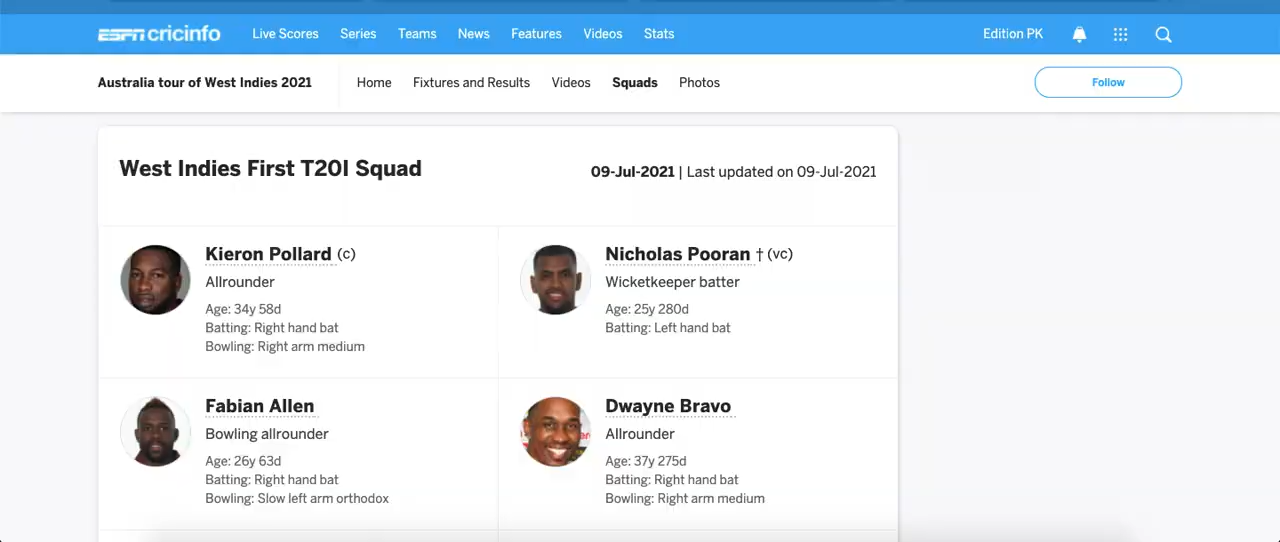 ESPN cricinfo Live Scores Series Teams News Features Videos Stats Edition PK
Australia tour of West Indies 2021 Home Fixtures and Results Videos Squads Photos Follow
West Indies First T20I Squad 09-Jul-2021 | Last updated on 09-Jul-2021
Kieron Pollard (c)
Allrounder
Age: 34y 58d
Batting: Right hand bat
Bowling: Right arm medium
Nicholas Pooran † (vc)
Wicketkeeper batter
Age: 25y 280d
Batting: Left hand bat
Fabian Allen
Bowling allrounder
Age: 26y 63d
Batting: Right hand bat
Bowling: Slow left arm orthodox
Dwayne Bravo
Allrounder
Age: 37y 275d
Batting: Right hand bat
Bowling: Right arm medium